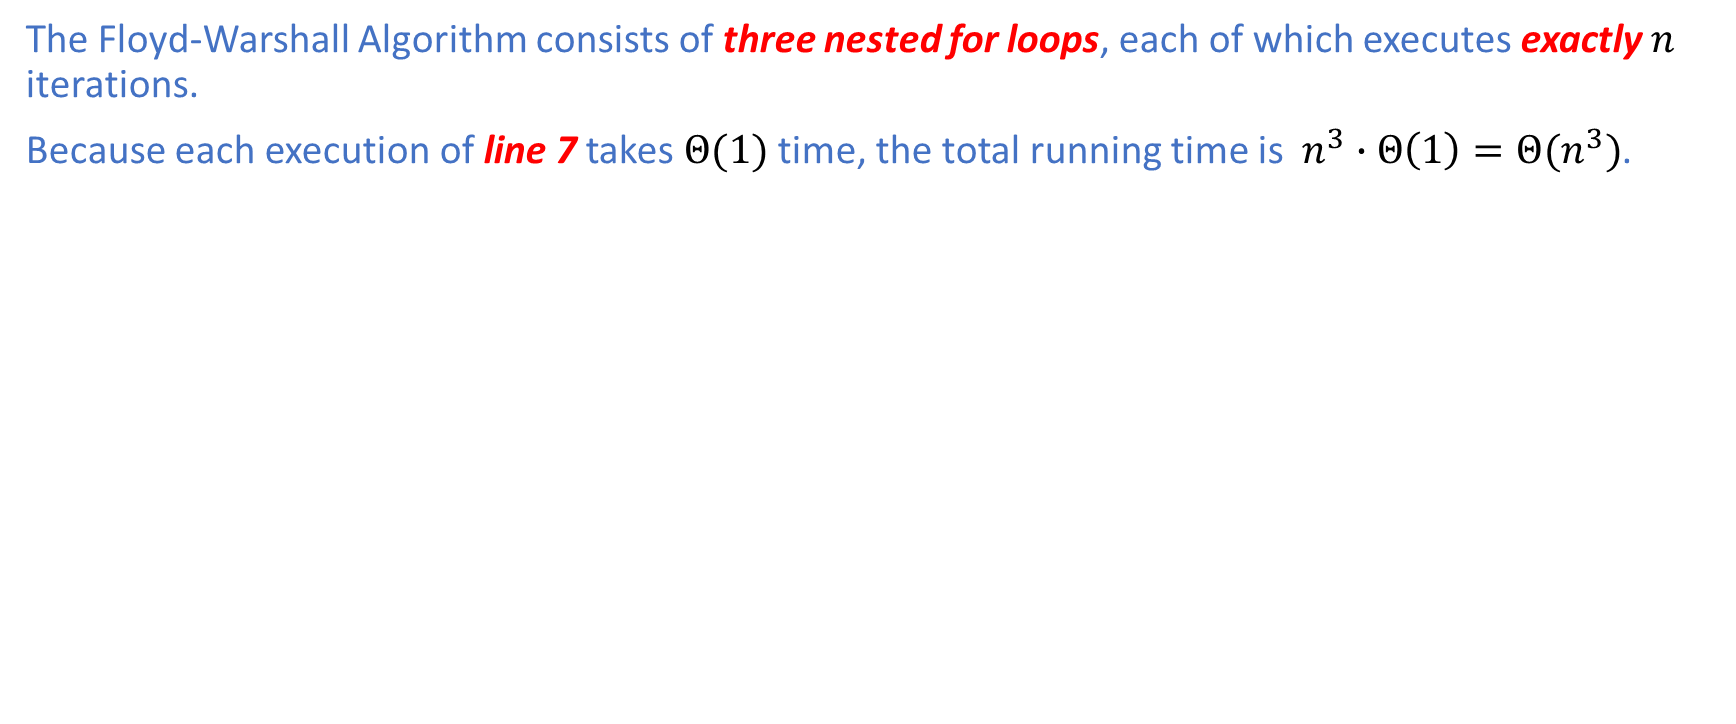 The Floyd-Warshall Algorithm consists of three nested for loops, each of which executes exactly n
iterations.
Because each execution of line 7 takes Θ(1) time, the total running time is n³ · Θ(1) = Θ(n³).